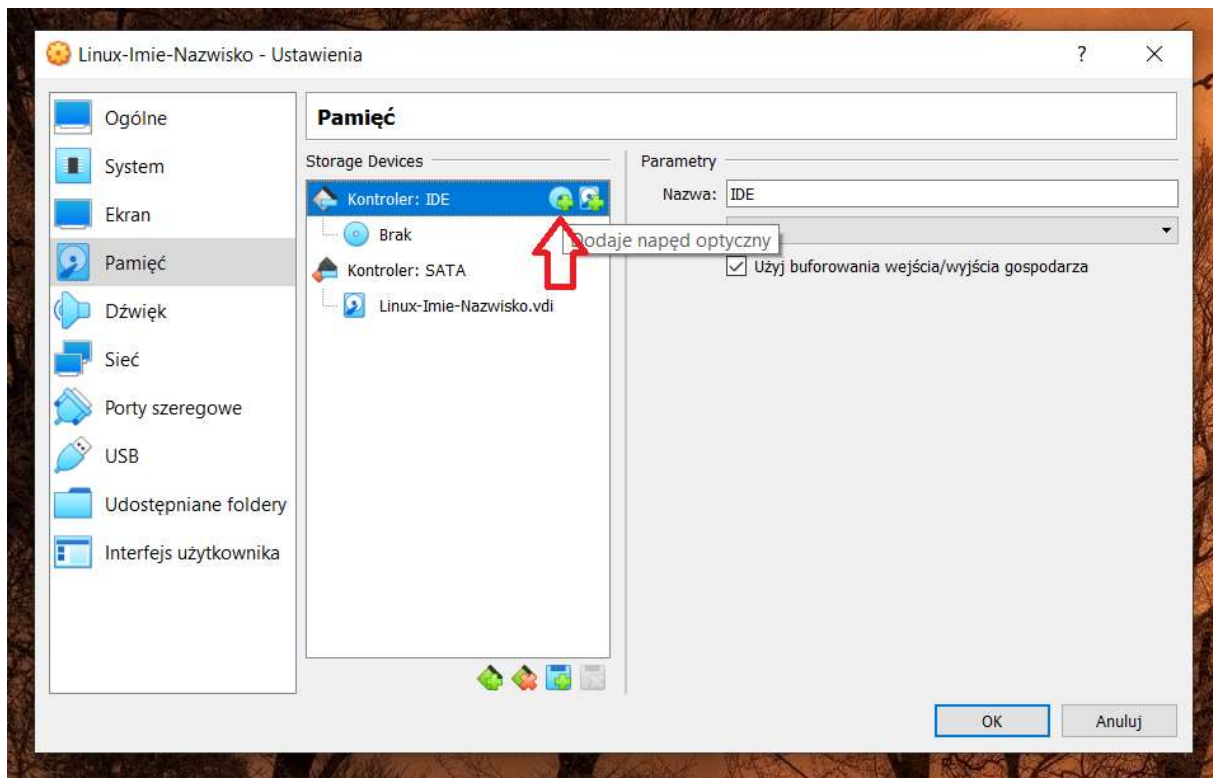 Linux-Imie-Nazwisko - Ustawienia
?
Ogólne
System
Ekran
Pamięć
Dźwięk
Sieć
Porty szeregowe
USB
Udostępniane foldery
Interfejs użytkownika
Pamięć
Storage Devices
Kontroler: IDE
Brak
Kontroler: SATA
Linux-Imie-Nazwisko.vdi
Dodaje napęd optyczny
Parametry
Nazwa: IDE
Użyj buforowania wejścia/wyjścia gospodarza
OK
Anuluj